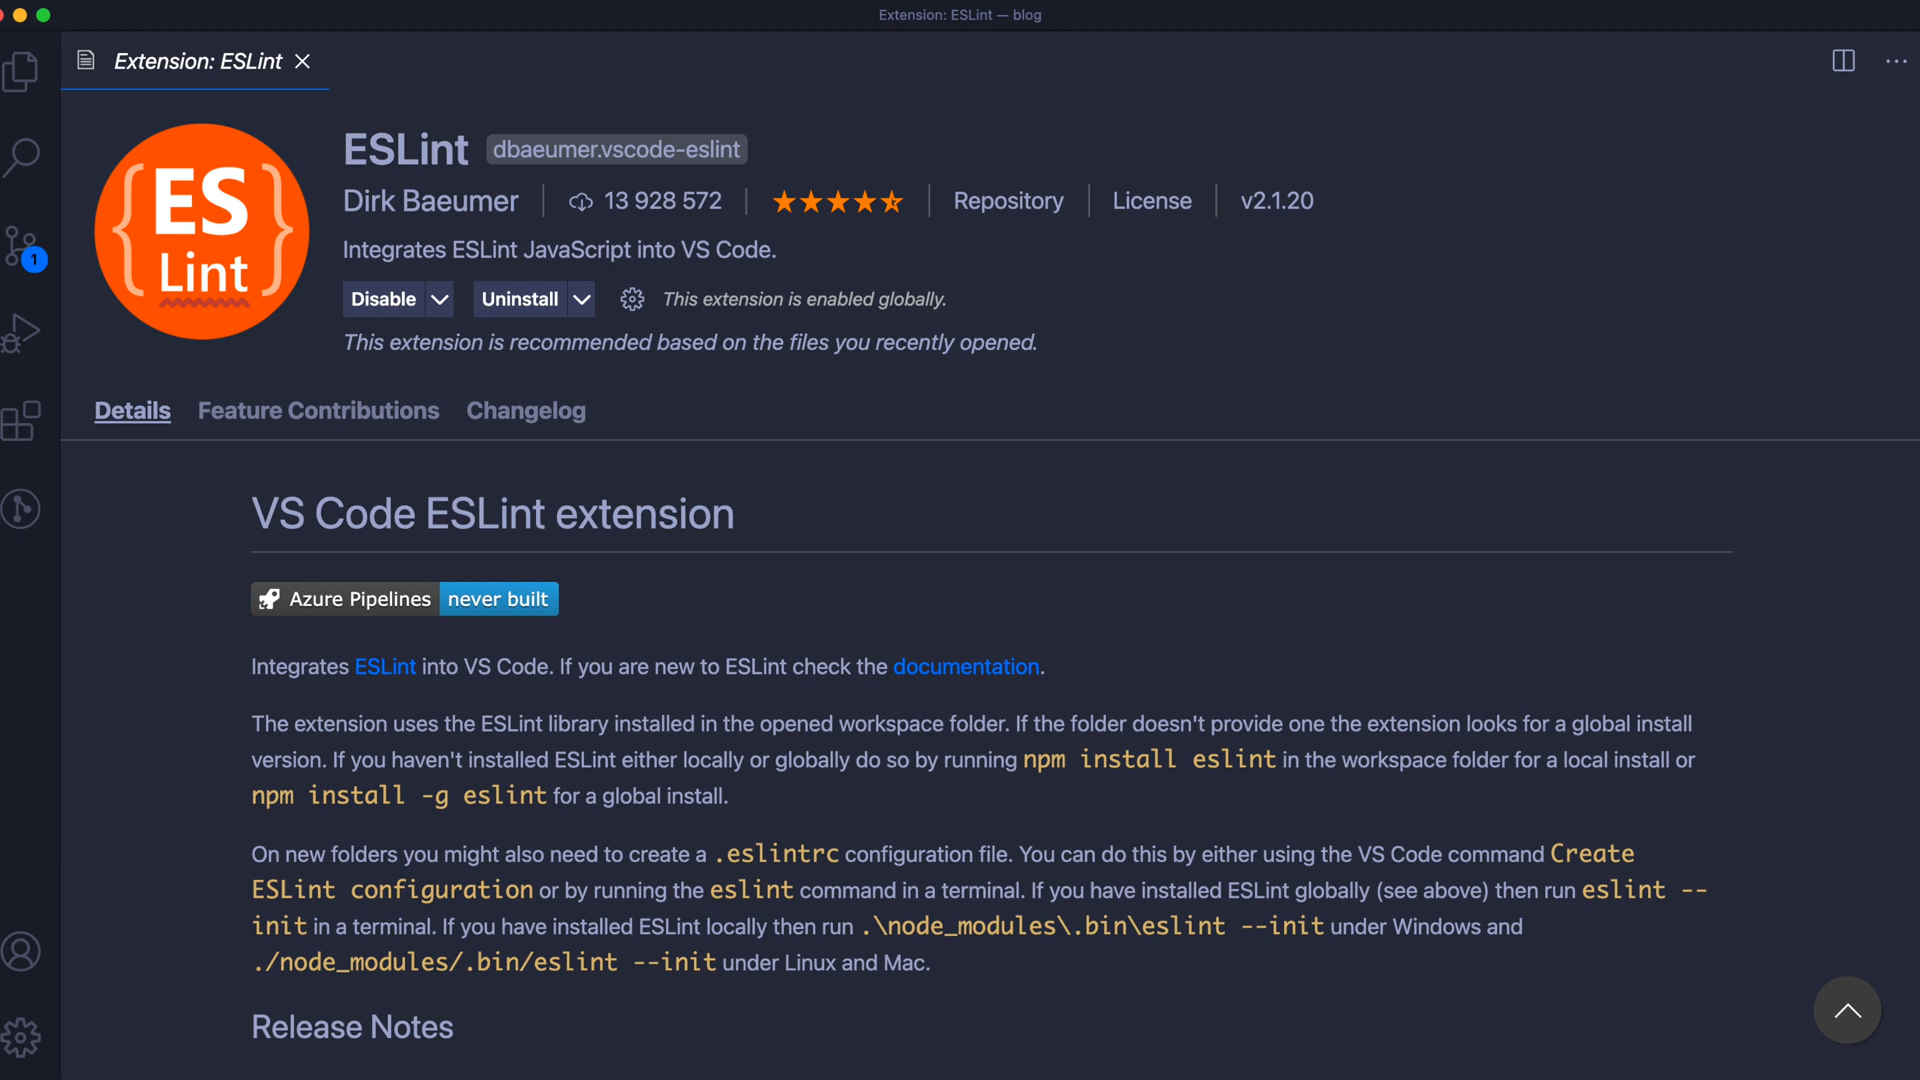 Extension: ESLint — blog
Extension: ESLint
ES
Lint
ESLint dbaeumer.vscode-eslint
Dirk Baeumer 13 928 572 Repository License v2.1.20
Integrates ESLint JavaScript into VS Code.
Disable Uninstall This extension is enabled globally.
This extension is recommended based on the files you recently opened.
1
Details Feature Contributions Changelog
VS Code ESLint extension
Azure Pipelines never built
Integrates ESLint into VS Code. If you are new to ESLint check the documentation.
The extension uses the ESLint library installed in the opened workspace folder. If the folder doesn't provide one the extension looks for a global install
version. If you haven't installed ESLint either locally or globally do so by running npm install eslint in the workspace folder for a local install or
npm install -g eslint for a global install.
On new folders you might also need to create a .eslintrc configuration file. You can do this by either using the VS Code command Create
ESLint configuration or by running the eslint command in a terminal. If you have installed ESLint globally (see above) then run eslint --
init in a terminal. If you have installed ESLint locally then run .\node_modules\.bin\eslint --init under Windows and
./node_modules/.bin/eslint --init under Linux and Mac.
Release Notes